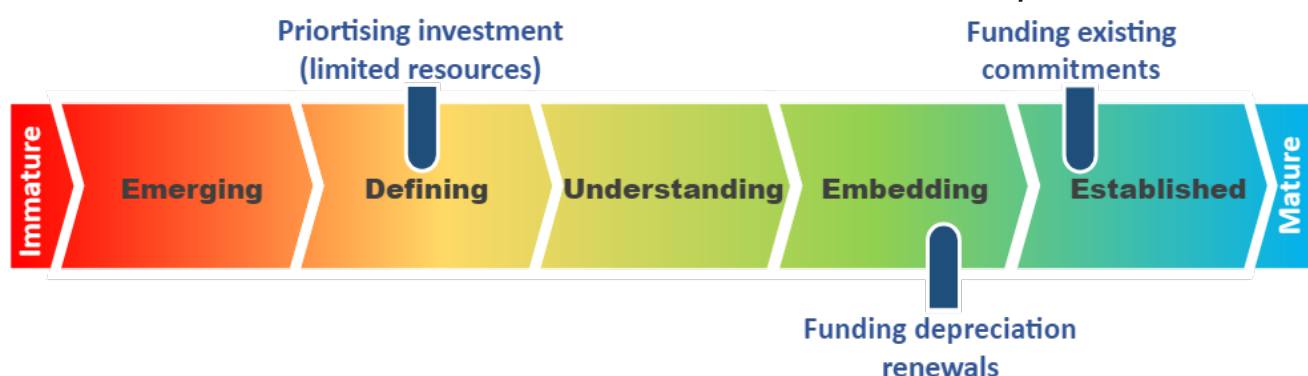 Priortising investment
(limited resources)
Funding existing
commitments
Immature
Emerging
Defining
Understanding
Embedding
Established
Mature
Funding depreciation
renewals